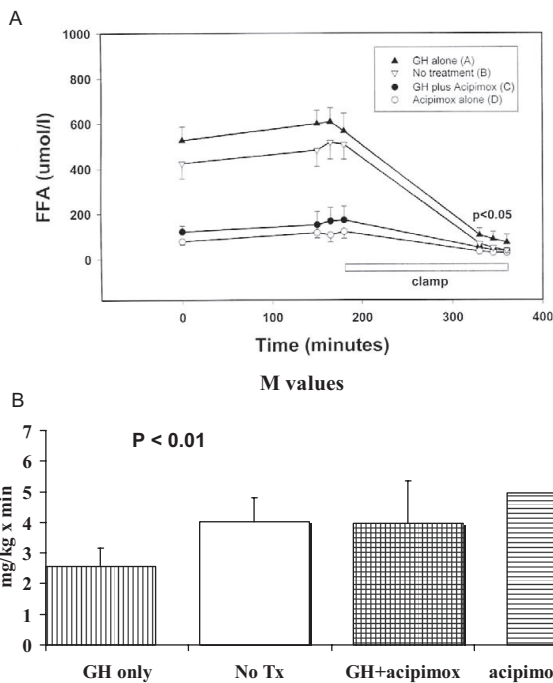 A
1000
800
600
400
200
0
FFA (umol/l)
▲ GH alone (A)
▽ No treatment (B)
● GH plus Acipimox (C)
○ Acipimox alone (D)
p<0.05
clamp
0 100 200 300 400
Time (minutes)
M values
B
7
6
5
4
3
2
1
0
mg/kg x min
P < 0.01
GH only No Tx GH+acipimox acipimo